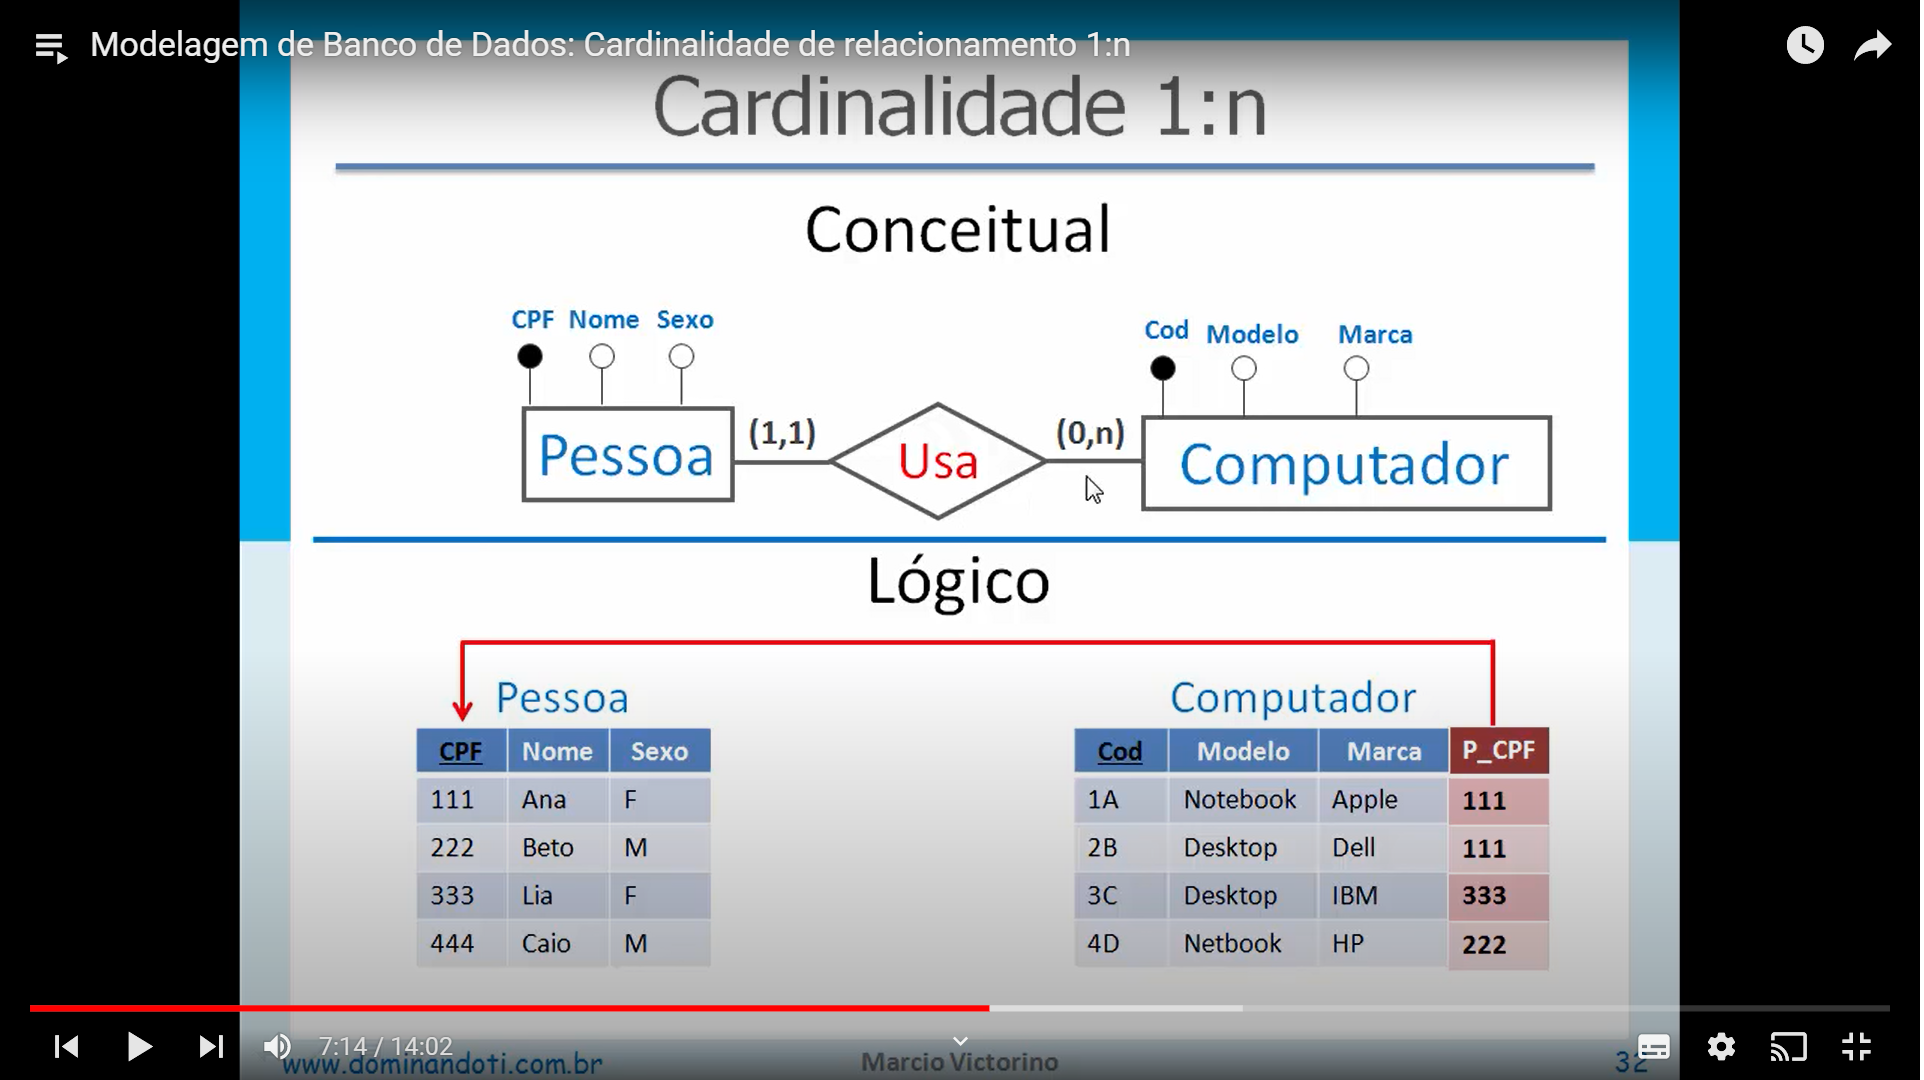 Modelagem de Banco de Dados: Cardinalidade de relacionamento 1:n
Cardinalidade 1:n
Conceitual
CPF Nome Sexo
Cod Modelo Marca
Pessoa (1,1) Usa (0,n) Computador
Lógico
Pessoa
CPF Nome Sexo
111 Ana F
222 Beto M
333 Lia F
444 Caio M
Computador
Cod Modelo Marca P_CPF
1A Notebook Apple 111
2B Desktop Dell 111
3C Desktop IBM 333
4D Netbook HP 222
7:14 / 14:02
www.dominandoti.com.br Marcio Victorino 32